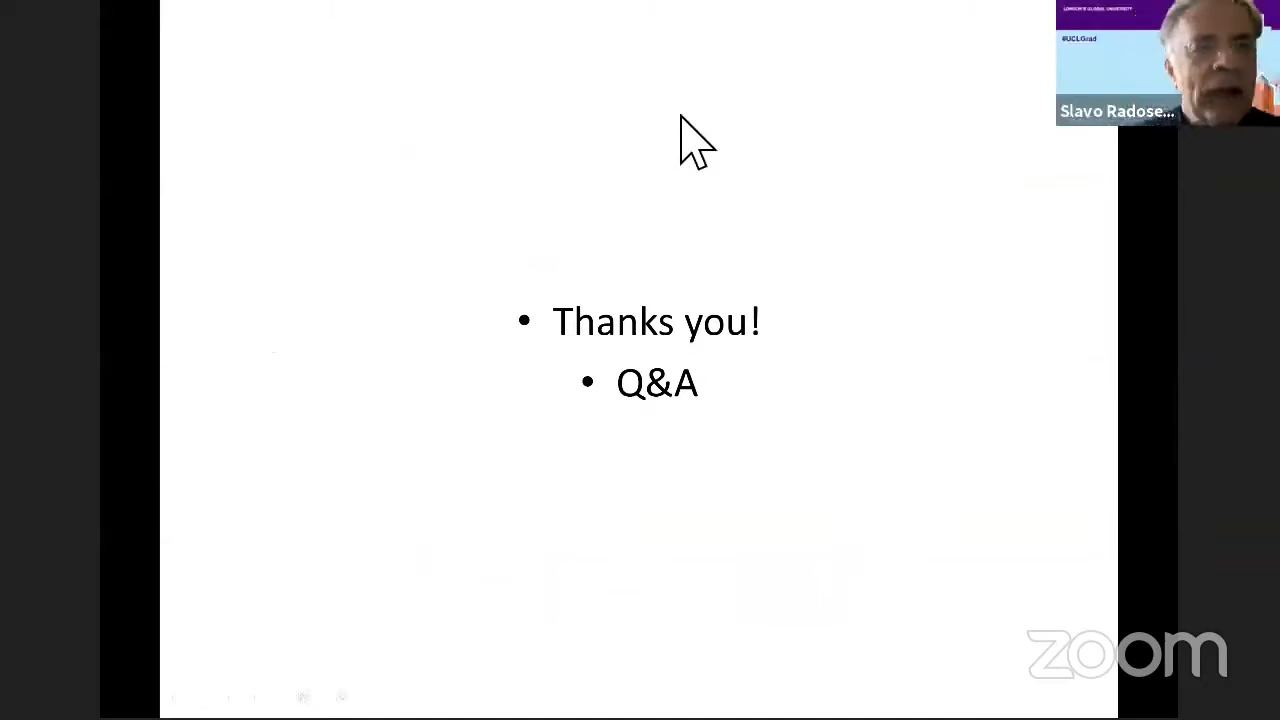 LONDON'S GLOBAL UNIVERSITY
#UCLGrad
Slavo Radose...
• Thanks you!
• Q&A
zoom